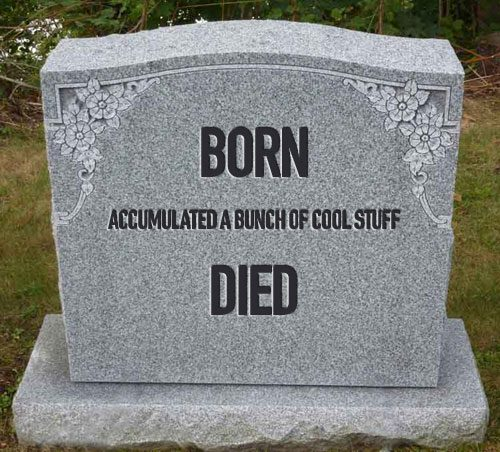 BORN
ACCUMULATED A BUNCH OF COOL STUFF
DIED